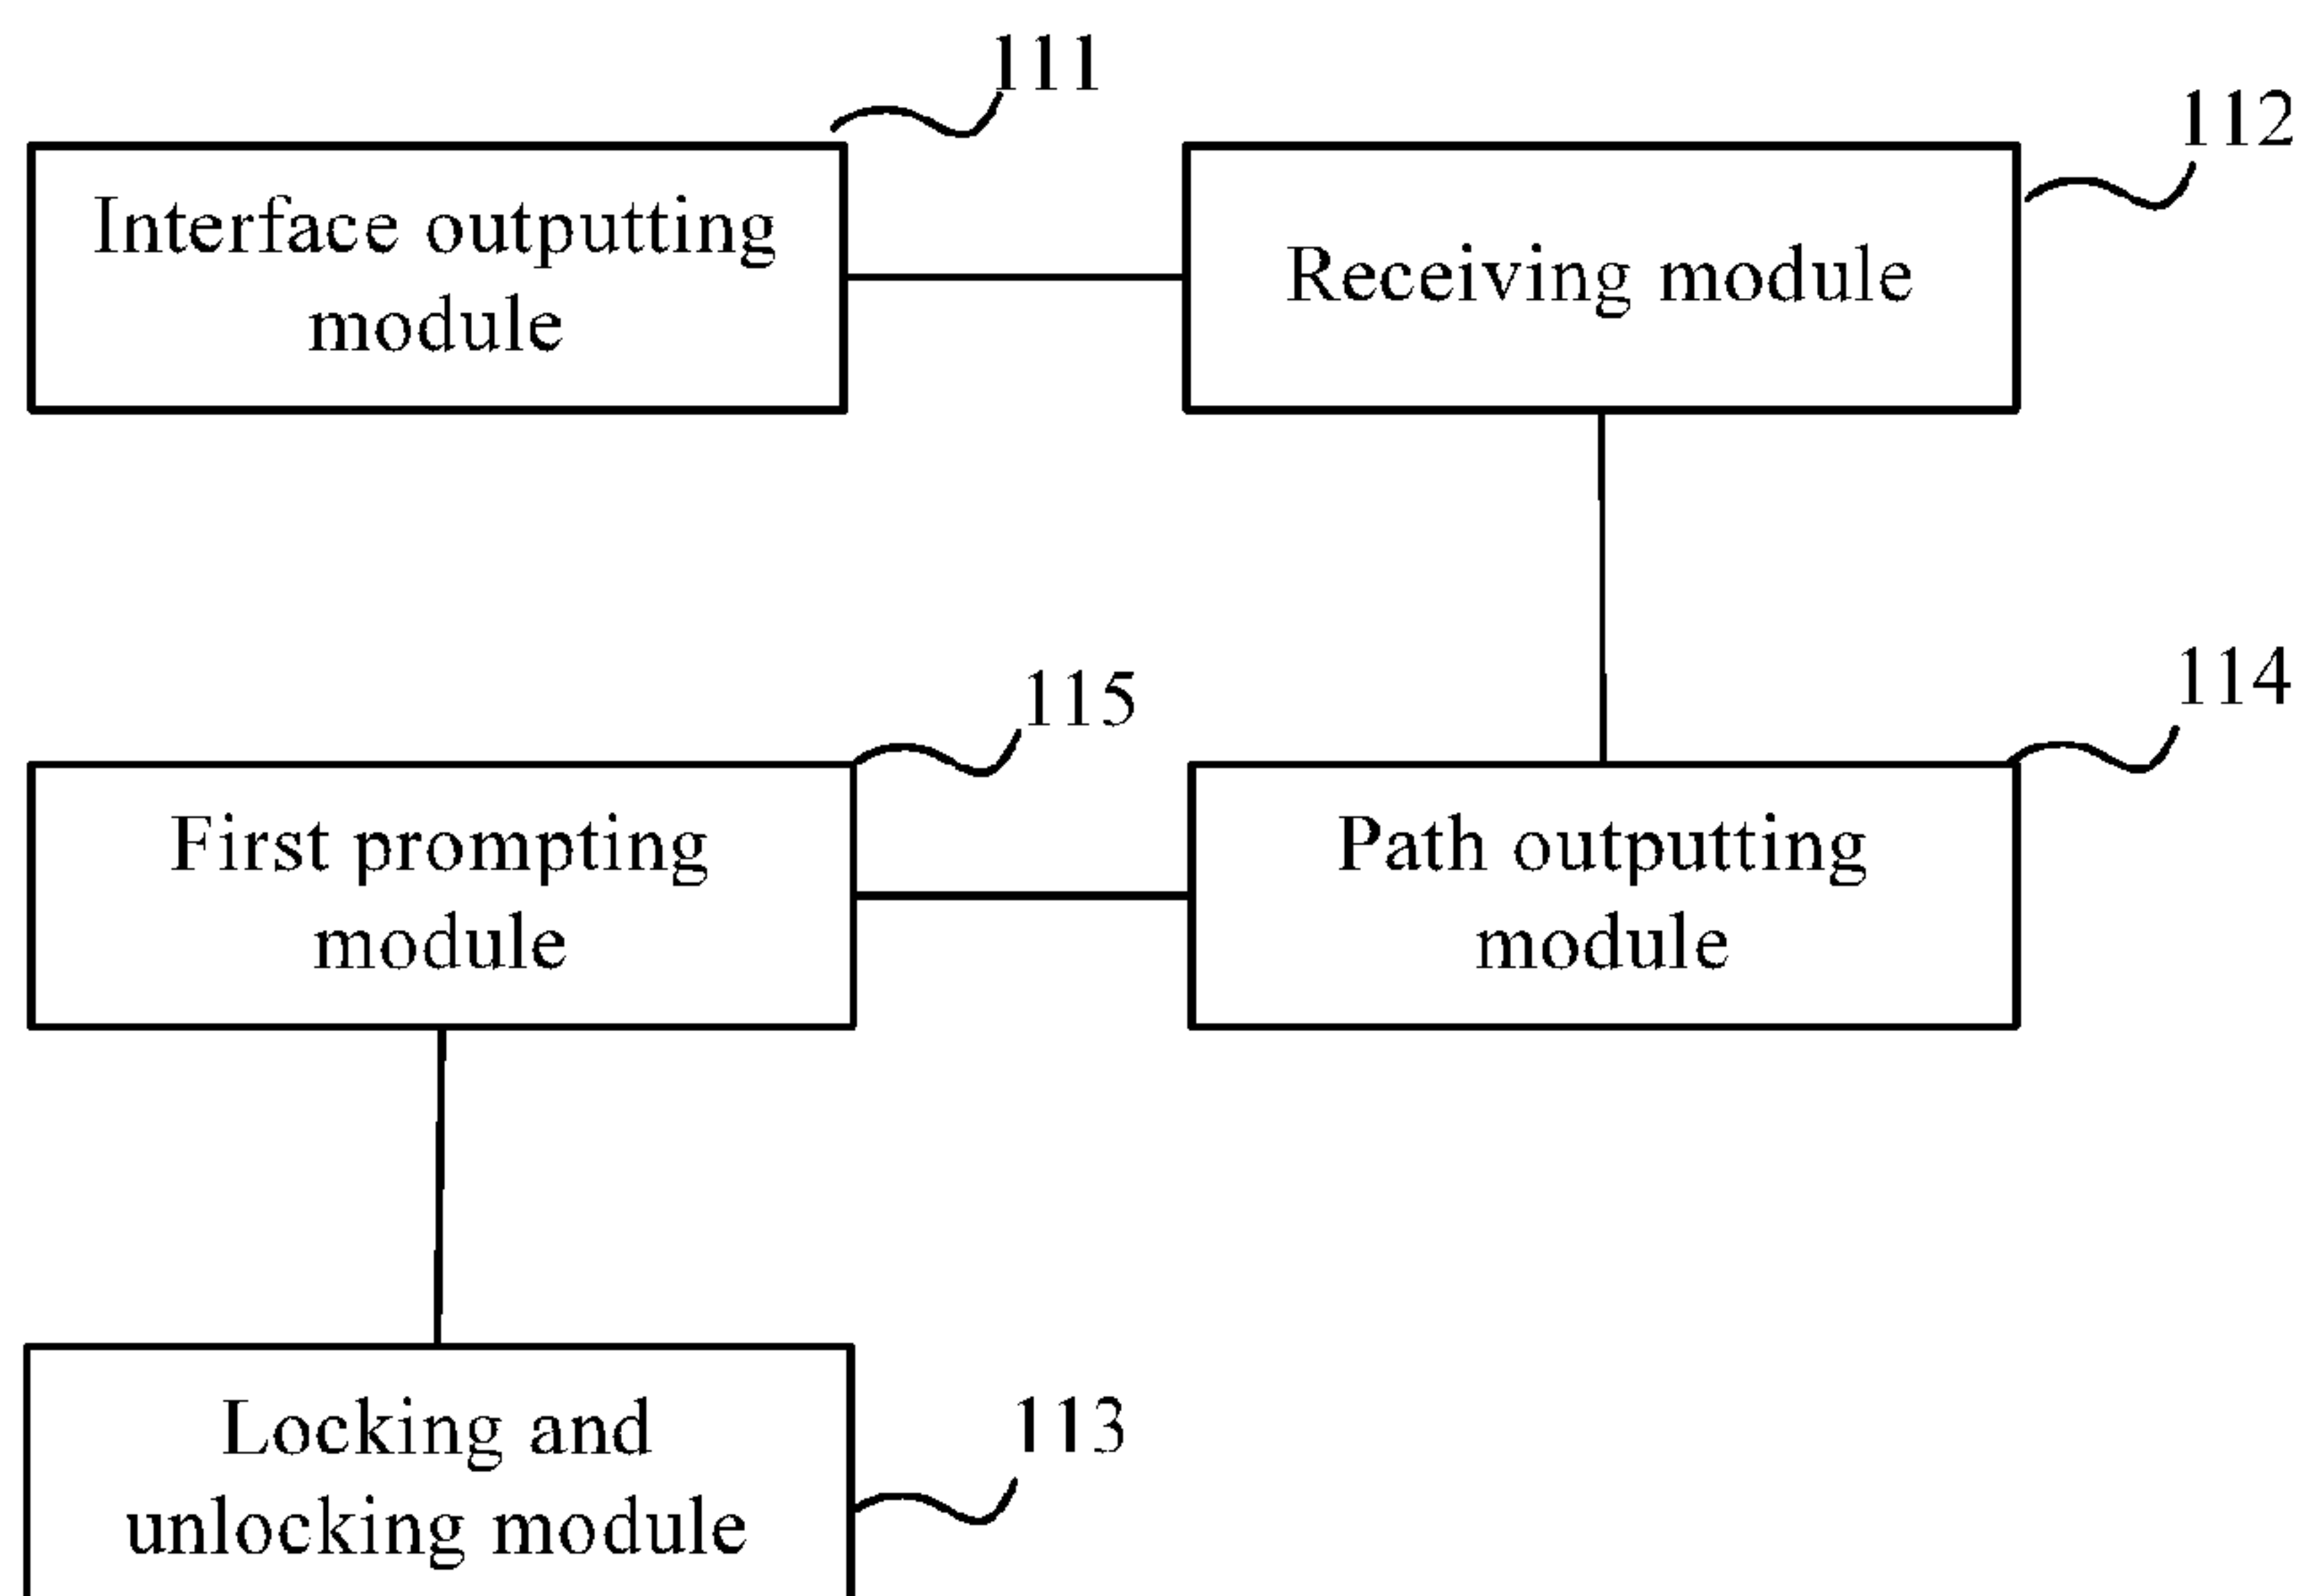 111
112
Interface outputting
module
Receiving module
115
114
First prompting
module
Path outputting
module
113
Locking and
unlocking module